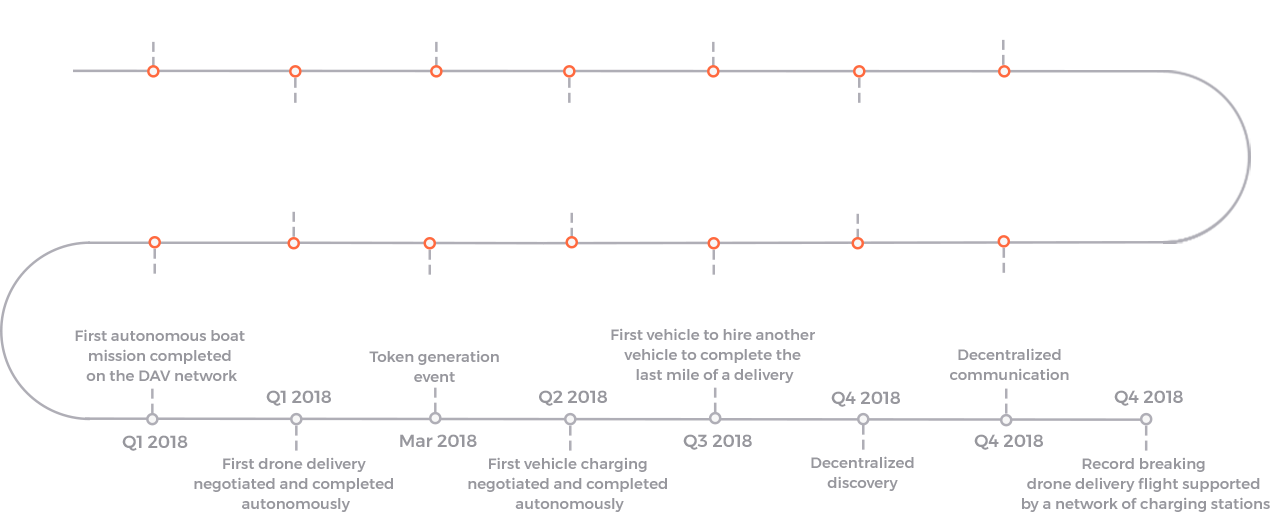 First autonomous boat
mission completed
on the DAV network
Q1 2018
Q1 2018
First drone delivery
negotiated and completed
autonomously
Token generation
event
Mar 2018
Q2 2018
First vehicle charging
negotiated and completed
autonomously
First vehicle to hire another
vehicle to complete the
last mile of a delivery
Q3 2018
Q4 2018
Decentralized
discovery
Decentralized
communication
Q4 2018
Q4 2018
Record breaking
drone delivery flight supported
by a network of charging stations